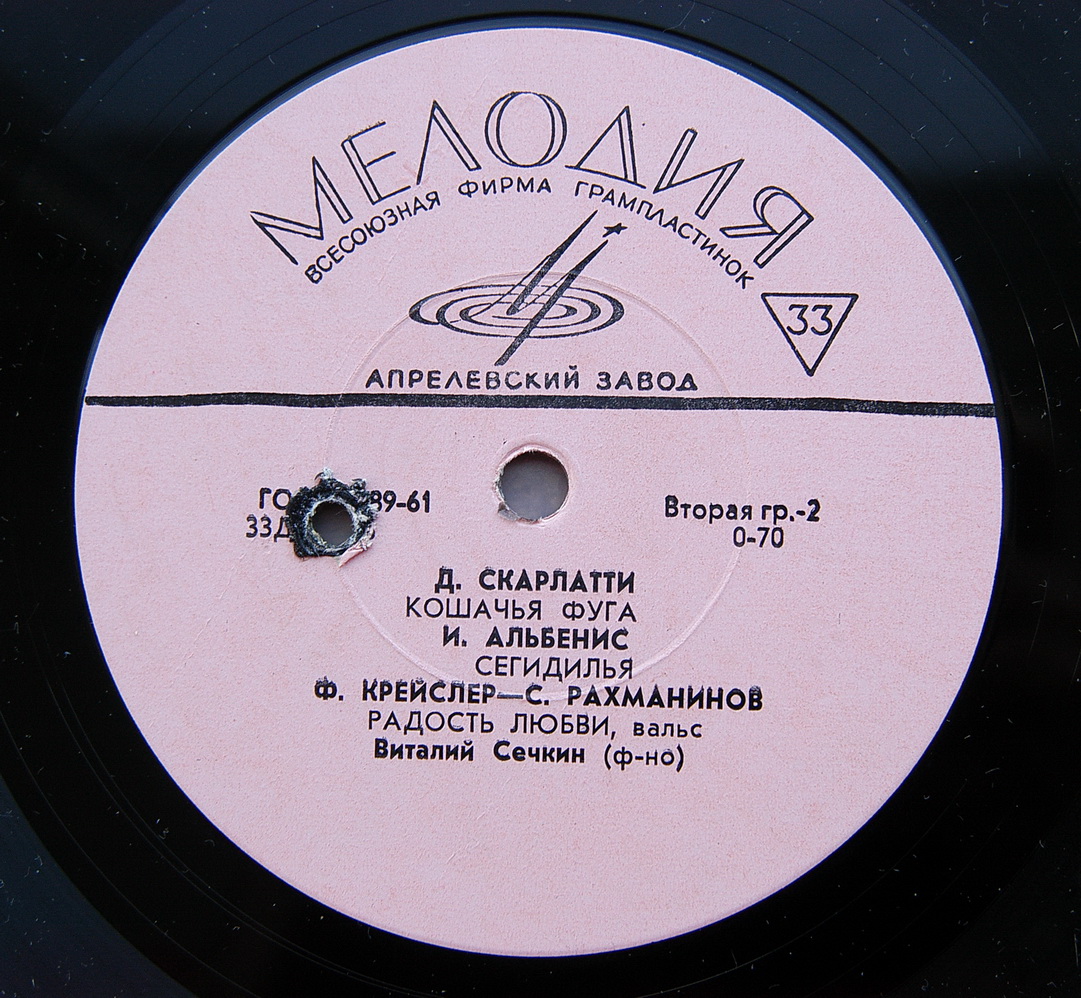 МЕЛОДИЯ
ВСЕСОЮЗНАЯ ФИРМА ГРАМПЛАСТИНОК
33
АПРЕЛЕВСКИЙ ЗАВОД
89-61
Вторая гр.-2
0-70
Д. СКАРЛАТТИ
КОШАЧЬЯ ФУГА
И. АЛЬБЕНИС
СЕГИДИЛЬЯ
Ф. КРЕЙСЛЕР—С. РАХМАНИНОВ
РАДОСТЬ ЛЮБВИ, вальс
Виталий Сечкин (ф-но)